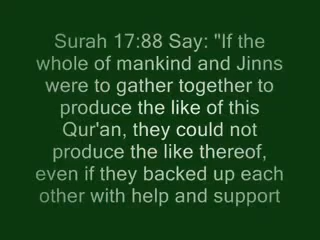 Surah 17:88 Say: "If the
whole of mankind and Jinns
were to gather together to
produce the like of this
Qur'an, they could not
produce the like thereof,
even if they backed up each
other with help and support